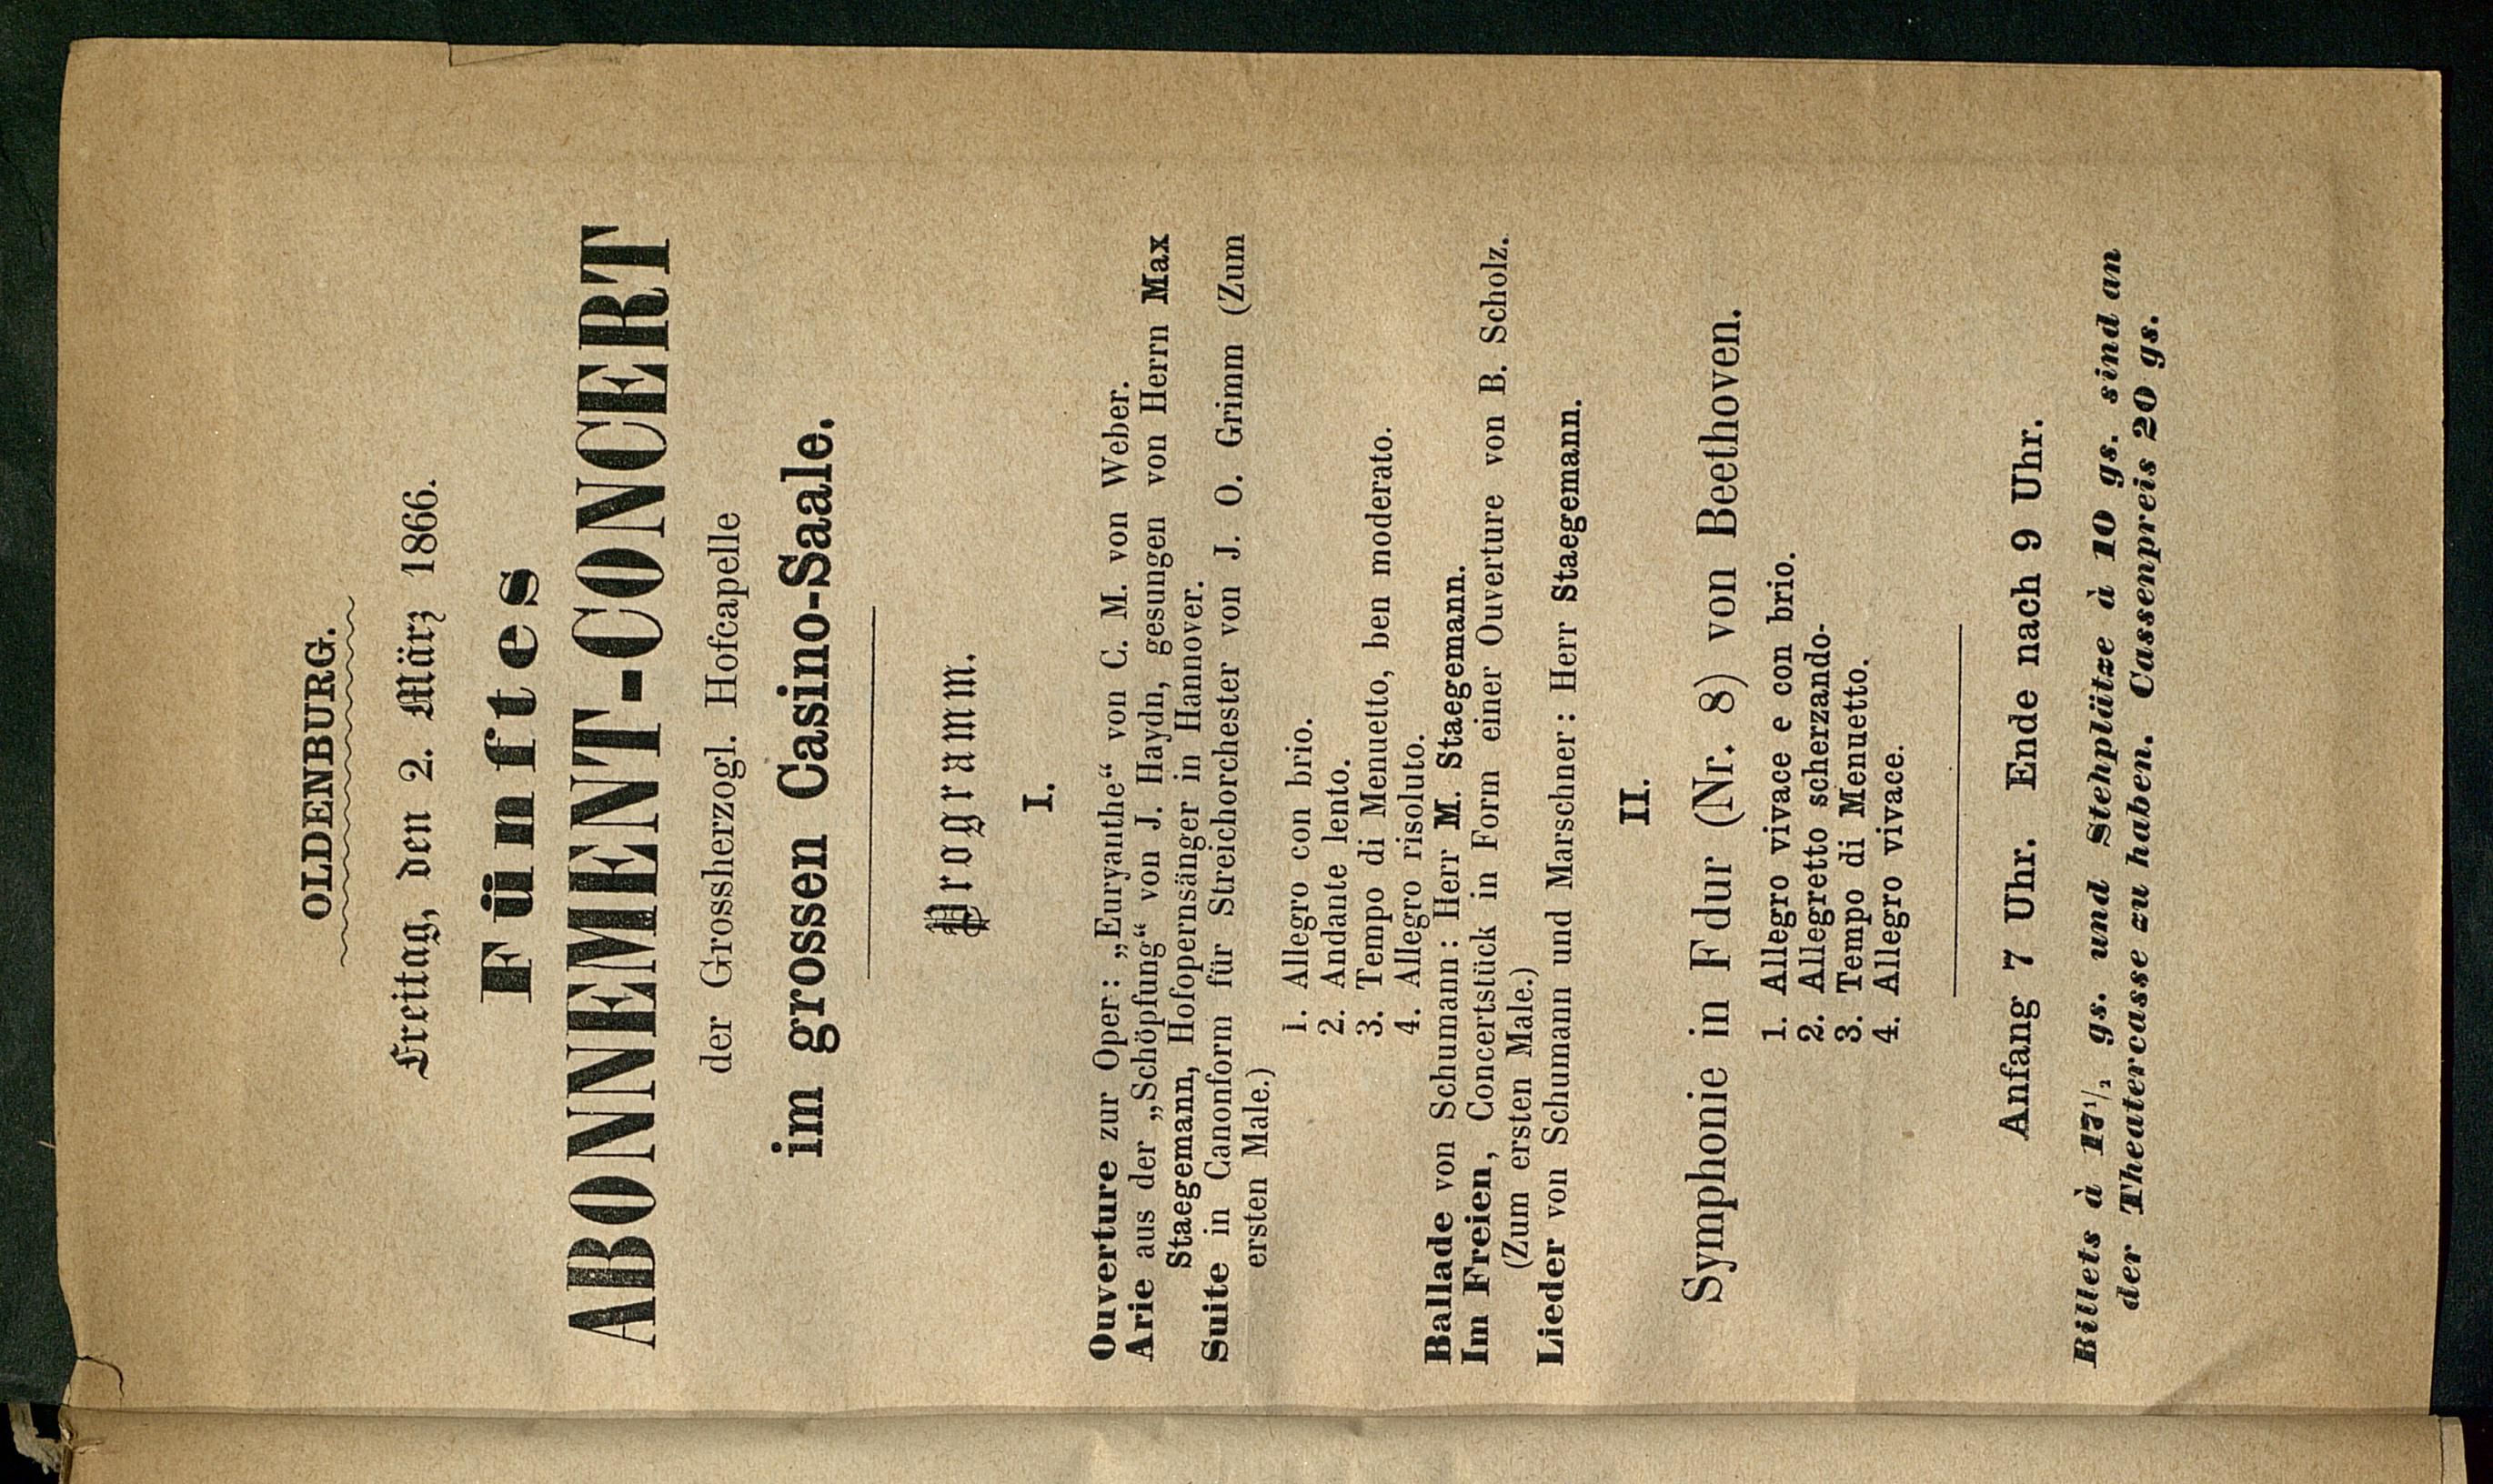 OLDENBURG.
Freitag, den 2. März 1866.
Fünftes
ABONNEMENT-CONCERT
der Grossherzogl. Hofcapelle
im grossen Casino-Saale.
Programm.
I.
Ouverture zur Oper: „Euryanthe“ von C. M. von Weber.
Arie aus der „Schöpfung“ von J. Haydn, gesungen von Herrn Max
Staegemann, Hofopernsänger in Hannover.
Suite in Canonform für Streichorchester von J. O. Grimm (Zum
ersten Male.)
1. Allegro con brio.
2. Andante lento.
3. Tempo di Menuetto, ben moderato.
4. Allegro risoluto.
Ballade von Schumann: Herr M. Staegemann.
Im Freien, Concertstück in Form einer Ouverture von B. Scholz.
(Zum ersten Male.)
Lieder von Schumann und Marschner: Herr Staegemann.
II.
Symphonie in F dur (Nr. 8) von Beethoven.
1. Allegro vivace e con brio.
2. Allegretto scherzando-
3. Tempo di Menuetto.
4. Allegro vivace.
Anfang 7 Uhr. Ende nach 9 Uhr.
Billets à 17½ gs. und Stehplätze à 10 gs. sind an
der Theatercasse zu haben. Cassenpreis 20 gs.